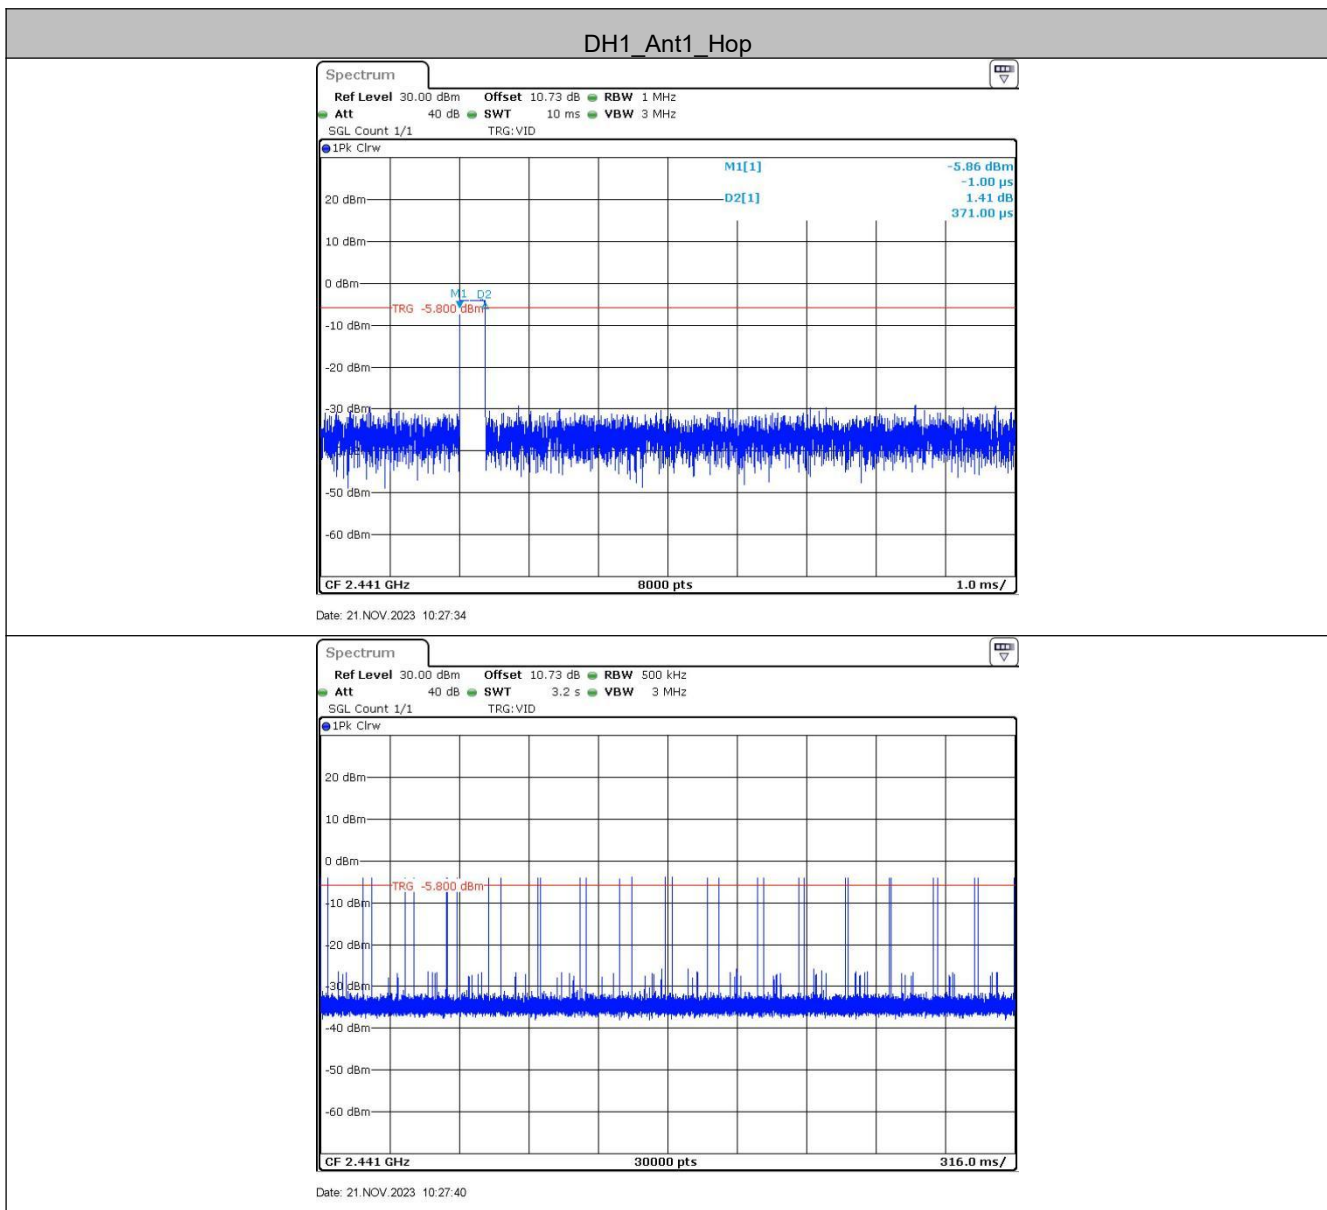 DH1_Ant1_Hop
Spectrum
Ref Level 30.00 dBm Offset 10.73 dB RBW 1 MHz
Att 40 dB SWT 10 ms VBW 3 MHz
SGL Count 1/1 TRG:VID
1Pk Clrw
M1[1] -5.86 dBm
-1.00 µs
20 dBm D2[1] 1.41 dB
371.00 µs
10 dBm
0 dBm
M1 D2
TRG -5.800 dBm
-10 dBm
-20 dBm
-30 dBm
-50 dBm
-60 dBm
CF 2.441 GHz 8000 pts 1.0 ms/
Date: 21.NOV.2023 10:27:34
Spectrum
Ref Level 30.00 dBm Offset 10.73 dB RBW 500 kHz
Att 40 dB SWT 3.2 s VBW 3 MHz
SGL Count 1/1 TRG:VID
1Pk Clrw
20 dBm
10 dBm
0 dBm
TRG -5.800 dBm
-10 dBm
-20 dBm
-30 dBm
-40 dBm
-50 dBm
-60 dBm
CF 2.441 GHz 30000 pts 316.0 ms/
Date: 21.NOV.2023 10:27:40